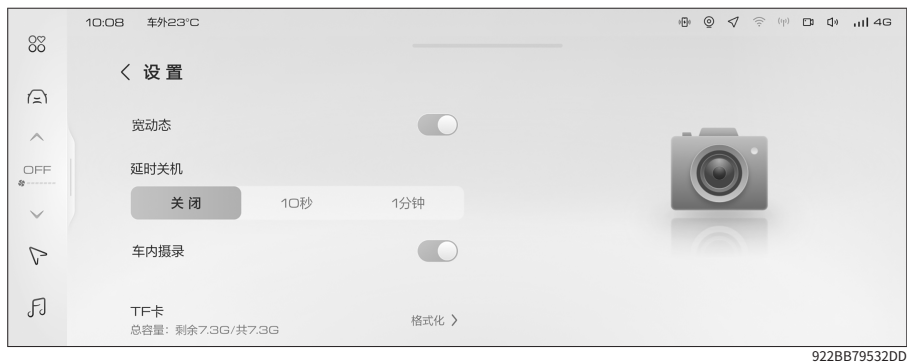 10:08 车外23°C 4G
设置
宽动态
延时关机
OFF
关闭 10秒 1分钟
车内摄录
TF卡
总容量：剩余7.3G/共7.3G
格式化
922BB79532DD